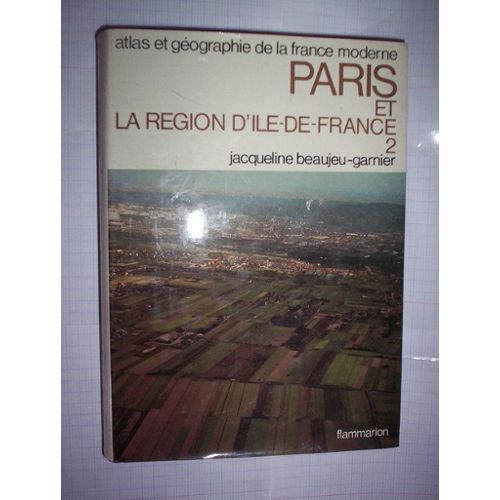 atlas et géographie de la france moderne
PARIS
ET
LA REGION D'ILE-DE-FRANCE
2
jacqueline beaujeu-garnier
flammarion